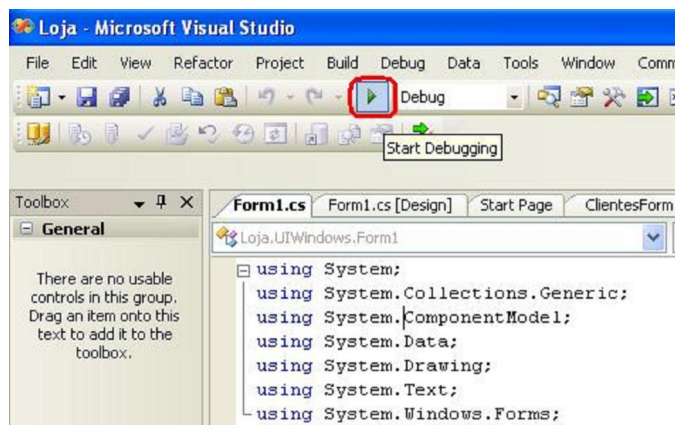 Loja - Microsoft Visual Studio
File Edit View Refactor Project Build Debug Data Tools Window Comm
Debug
Start Debugging
Toolbox
General
There are no usable
controls in this group.
Drag an item onto this
text to add it to the
toolbox.
Form1.cs Form1.cs [Design] Start Page ClientesForm
Loja.UIWindows.Form1
using System;
using System.Collections.Generic;
using System.ComponentModel;
using System.Data;
using System.Drawing;
using System.Text;
using System.Windows.Forms;